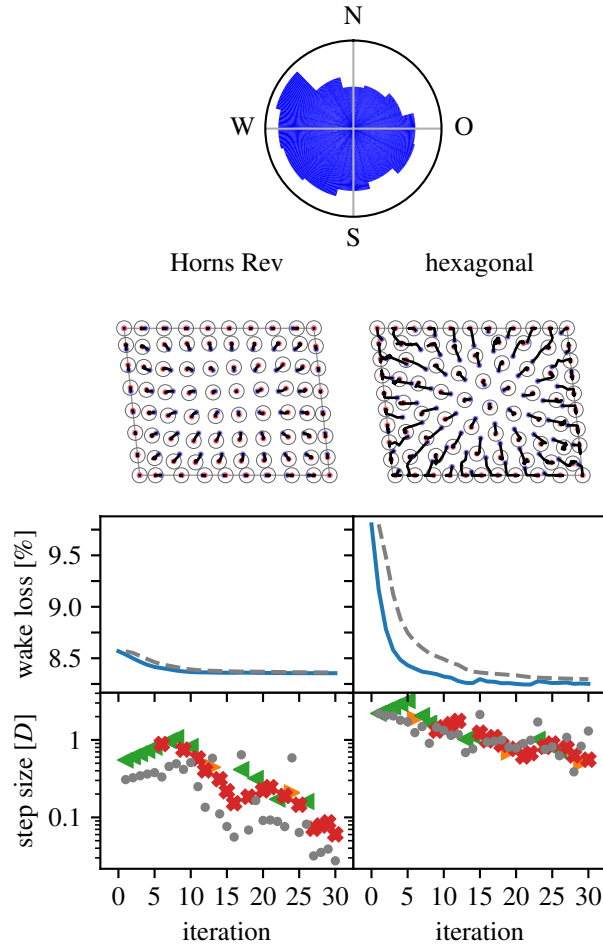 N
W O
S
Horns Rev hexagonal
wake loss [%]
9.5
9.0
8.5
step size [D]
1
0.1
0 5 10 15 20 25 30 0 5 10 15 20 25 30
iteration iteration